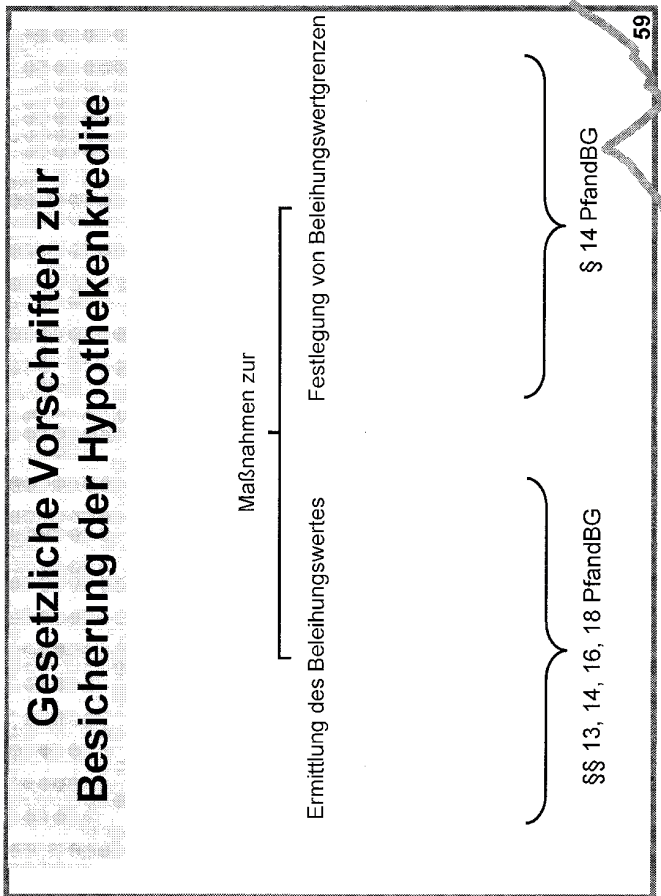 Gesetzliche Vorschriften zur
Besicherung der Hypothekenkredite
Maßnahmen zur
Ermittlung des Beleihungswertes
Festlegung von Beleihungswertgrenzen
§§ 13, 14, 16, 18 PfandBG
§ 14 PfandBG
59